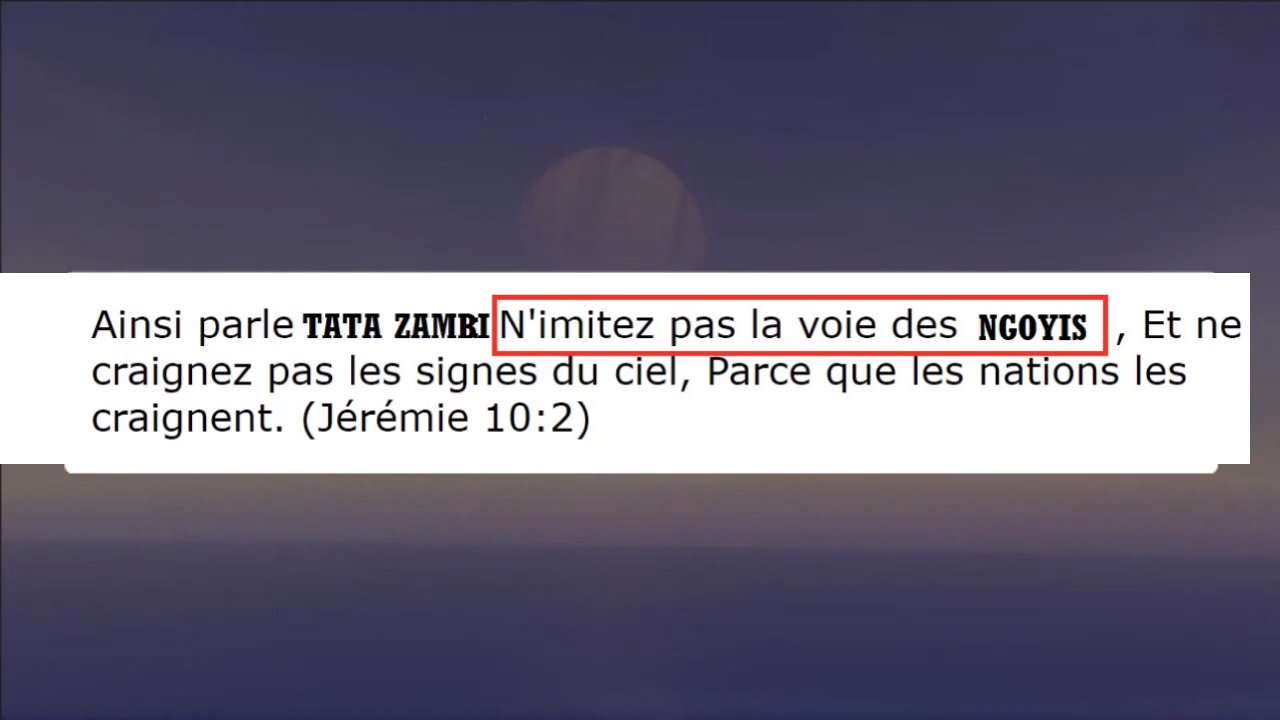 Ainsi parle TATA ZAMBI N'imitez pas la voie des NGOYIS , Et ne
craignez pas les signes du ciel, Parce que les nations les
craignent. (Jérémie 10:2)